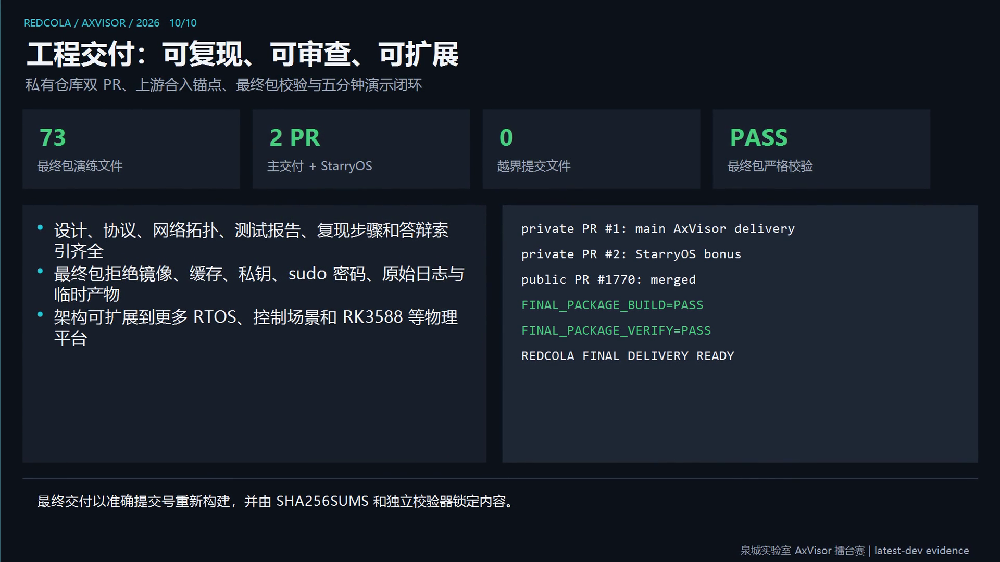 REDCOLA / AXVISOR / 2026   10/10
工程交付：可复现、可审查、可扩展
私有仓库双 PR、上游合入锚点、最终包校验与五分钟演示闭环
73
最终包演练文件
2 PR
主交付 + StarryOS
0
越界提交文件
PASS
最终包严格校验
• 设计、协议、网络拓扑、测试报告、复现步骤和答辩索
引齐全
• 最终包拒绝镜像、缓存、私钥、sudo 密码、原始日志与
临时产物
• 架构可扩展到更多 RTOS、控制场景和 RK3588 等物理
平台
private PR #1: main AxVisor delivery
private PR #2: StarryOS bonus
public PR #1770: merged
FINAL_PACKAGE_BUILD=PASS
FINAL_PACKAGE_VERIFY=PASS
REDCOLA FINAL DELIVERY READY
最终交付以准确提交号重新构建，并由 SHA256SUMS 和独立校验器锁定内容。
泉城实验室 AxVisor 擂台赛 | latest-dev evidence